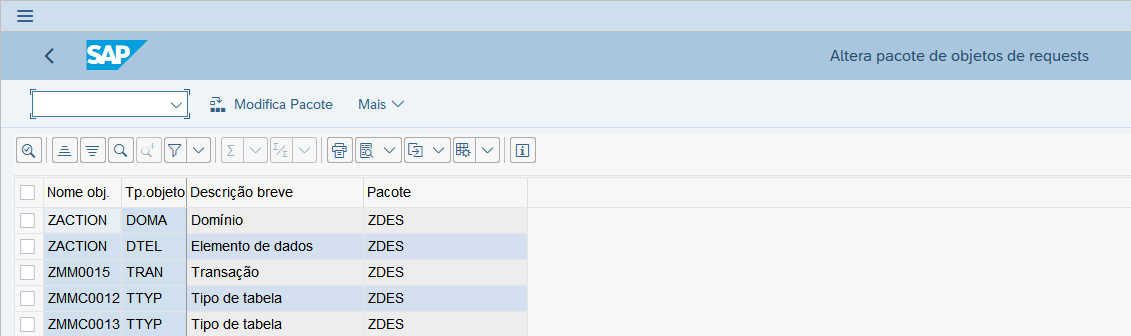 SAP
Altera pacote de objetos de requests
Modifica Pacote Mais
Nome obj. Tp.objeto Descrição breve Pacote
ZACTION DOMA Domínio ZDES
ZACTION DTEL Elemento de dados ZDES
ZMM0015 TRAN Transação ZDES
ZMMC0012 TTYP Tipo de tabela ZDES
ZMMC0013 TTYP Tipo de tabela ZDES